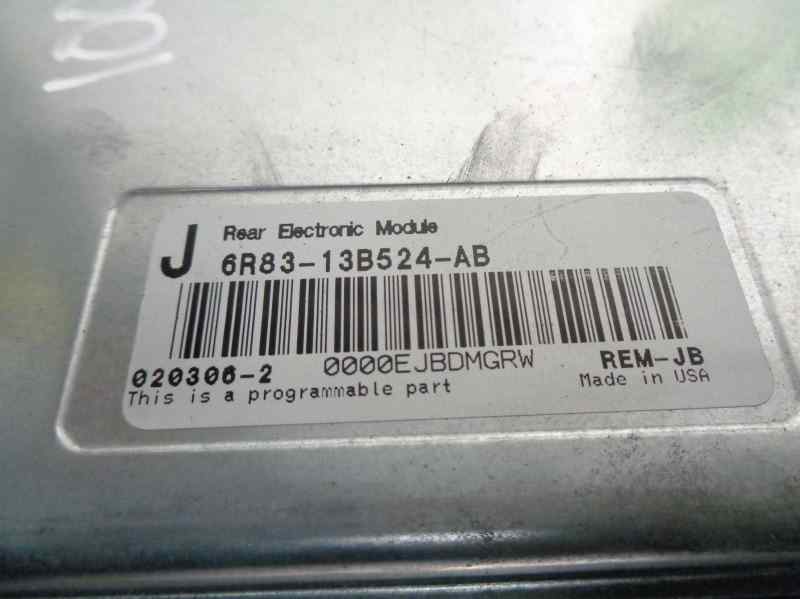 J
Rear Electronic Module
6R83-13B524-AB
020306-2
0000EJBDMGRW
REM-JB
This is a programmable part
Made in USA